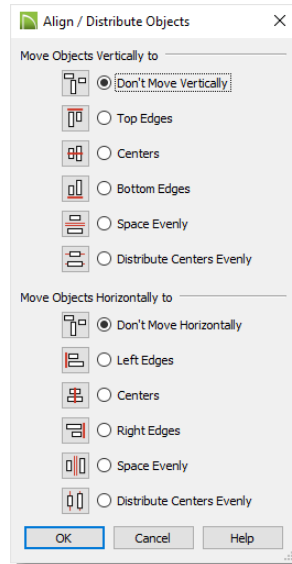 Align / Distribute Objects
Move Objects Vertically to
Don't Move Vertically
Top Edges
Centers
Bottom Edges
Space Evenly
Distribute Centers Evenly
Move Objects Horizontally to
Don't Move Horizontally
Left Edges
Centers
Right Edges
Space Evenly
Distribute Centers Evenly
OK Cancel Help